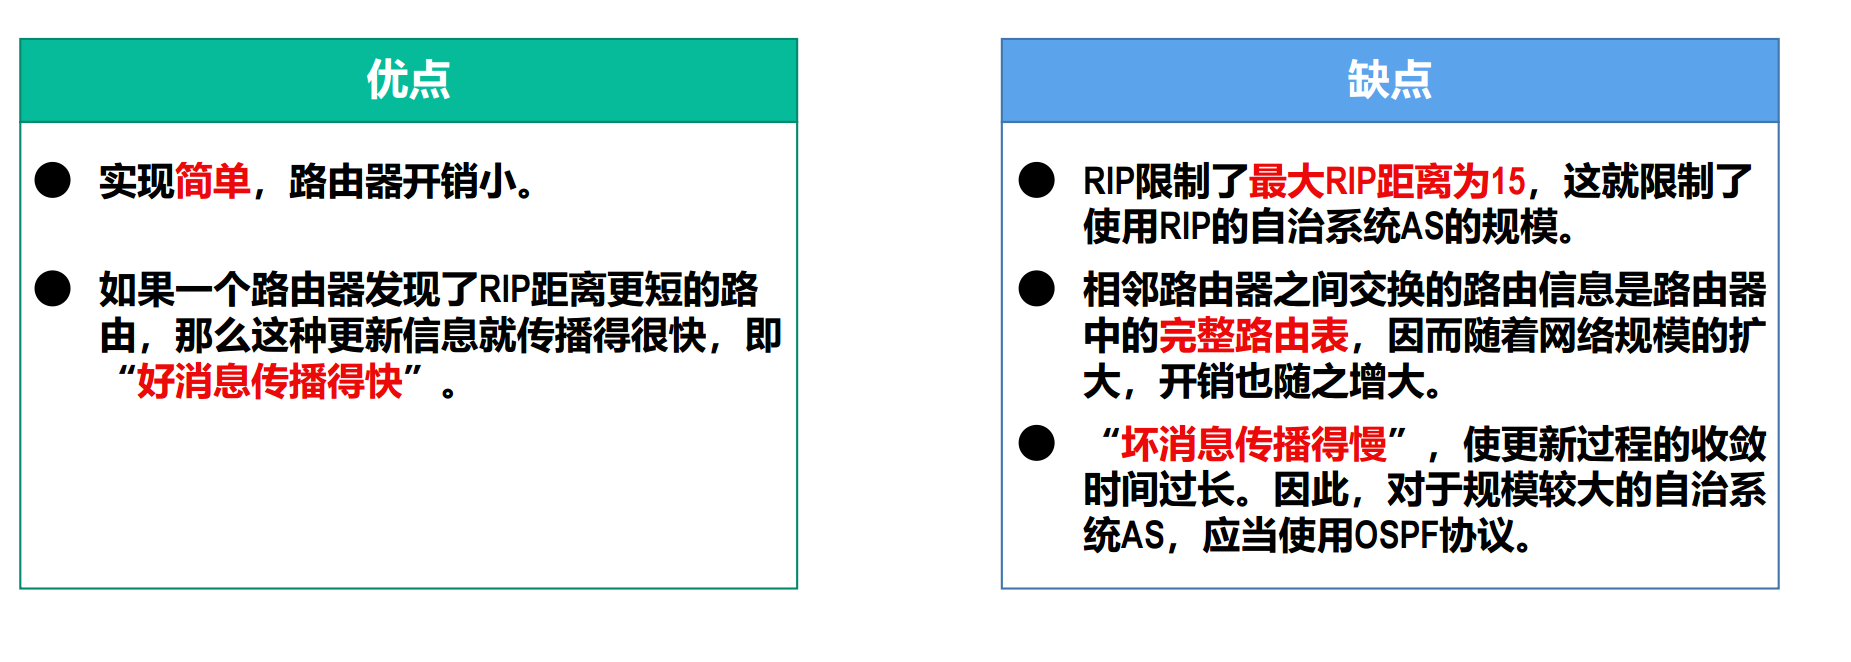 优点
● 实现简单，路由器开销小。
● 如果一个路由器发现了RIP距离更短的路
由，那么这种更新信息就传播得很快，即
“好消息传播得快”。
缺点
● RIP限制了最大RIP距离为15，这就限制了
使用RIP的自治系统AS的规模。
● 相邻路由器之间交换的路由信息是路由器
中的完整路由表，因而随着网络规模的扩
大，开销也随之增大。
● “坏消息传播得慢”，使更新过程的收敛
时间过长。因此，对于规模较大的自治系
统AS，应当使用OSPF协议。